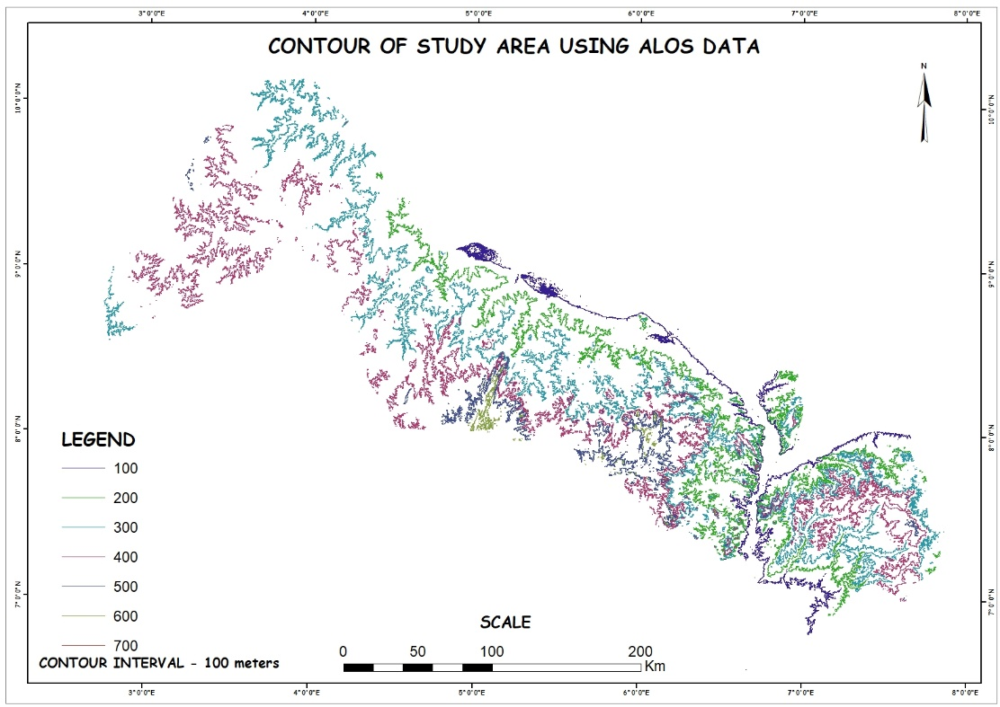 3°0'0"E 4°0'0"E 5°0'0"E 6°0'0"E 7°0'0"E 8°0'0"E
CONTOUR OF STUDY AREA USING ALOS DATA
N
10°0'0"N 10°0'0"N
9°0'0"N 9°0'0"N
8°0'0"N 8°0'0"N
LEGEND
100
200
300
400
500
600
700
7°0'0"N 7°0'0"N
CONTOUR INTERVAL - 100 meters
SCALE
0 50 100 200
Km
3°0'0"E 4°0'0"E 5°0'0"E 6°0'0"E 7°0'0"E 8°0'0"E